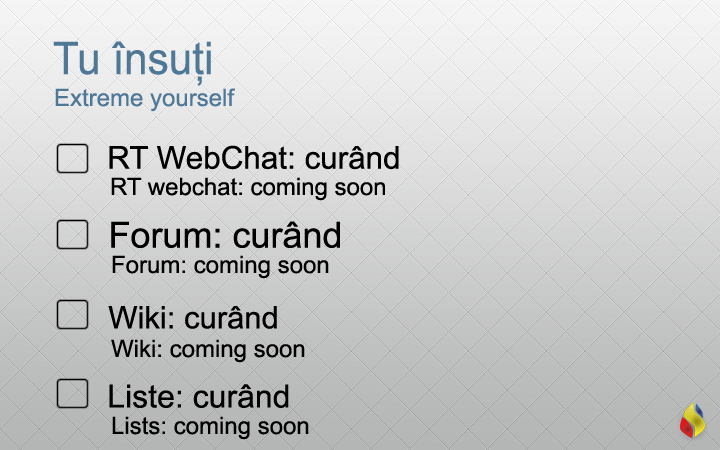 Tu însuți
Extreme yourself
RT WebChat: curând
RT webchat: coming soon
Forum: curând
Forum: coming soon
Wiki: curând
Wiki: coming soon
Liste: curând
Lists: coming soon